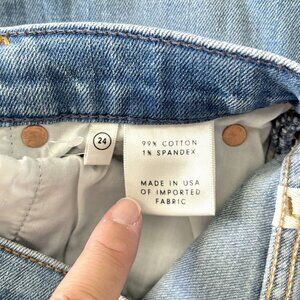 24
99% COTTON
1% SPANDEX
MADE IN USA
OF IMPORTED
FABRIC